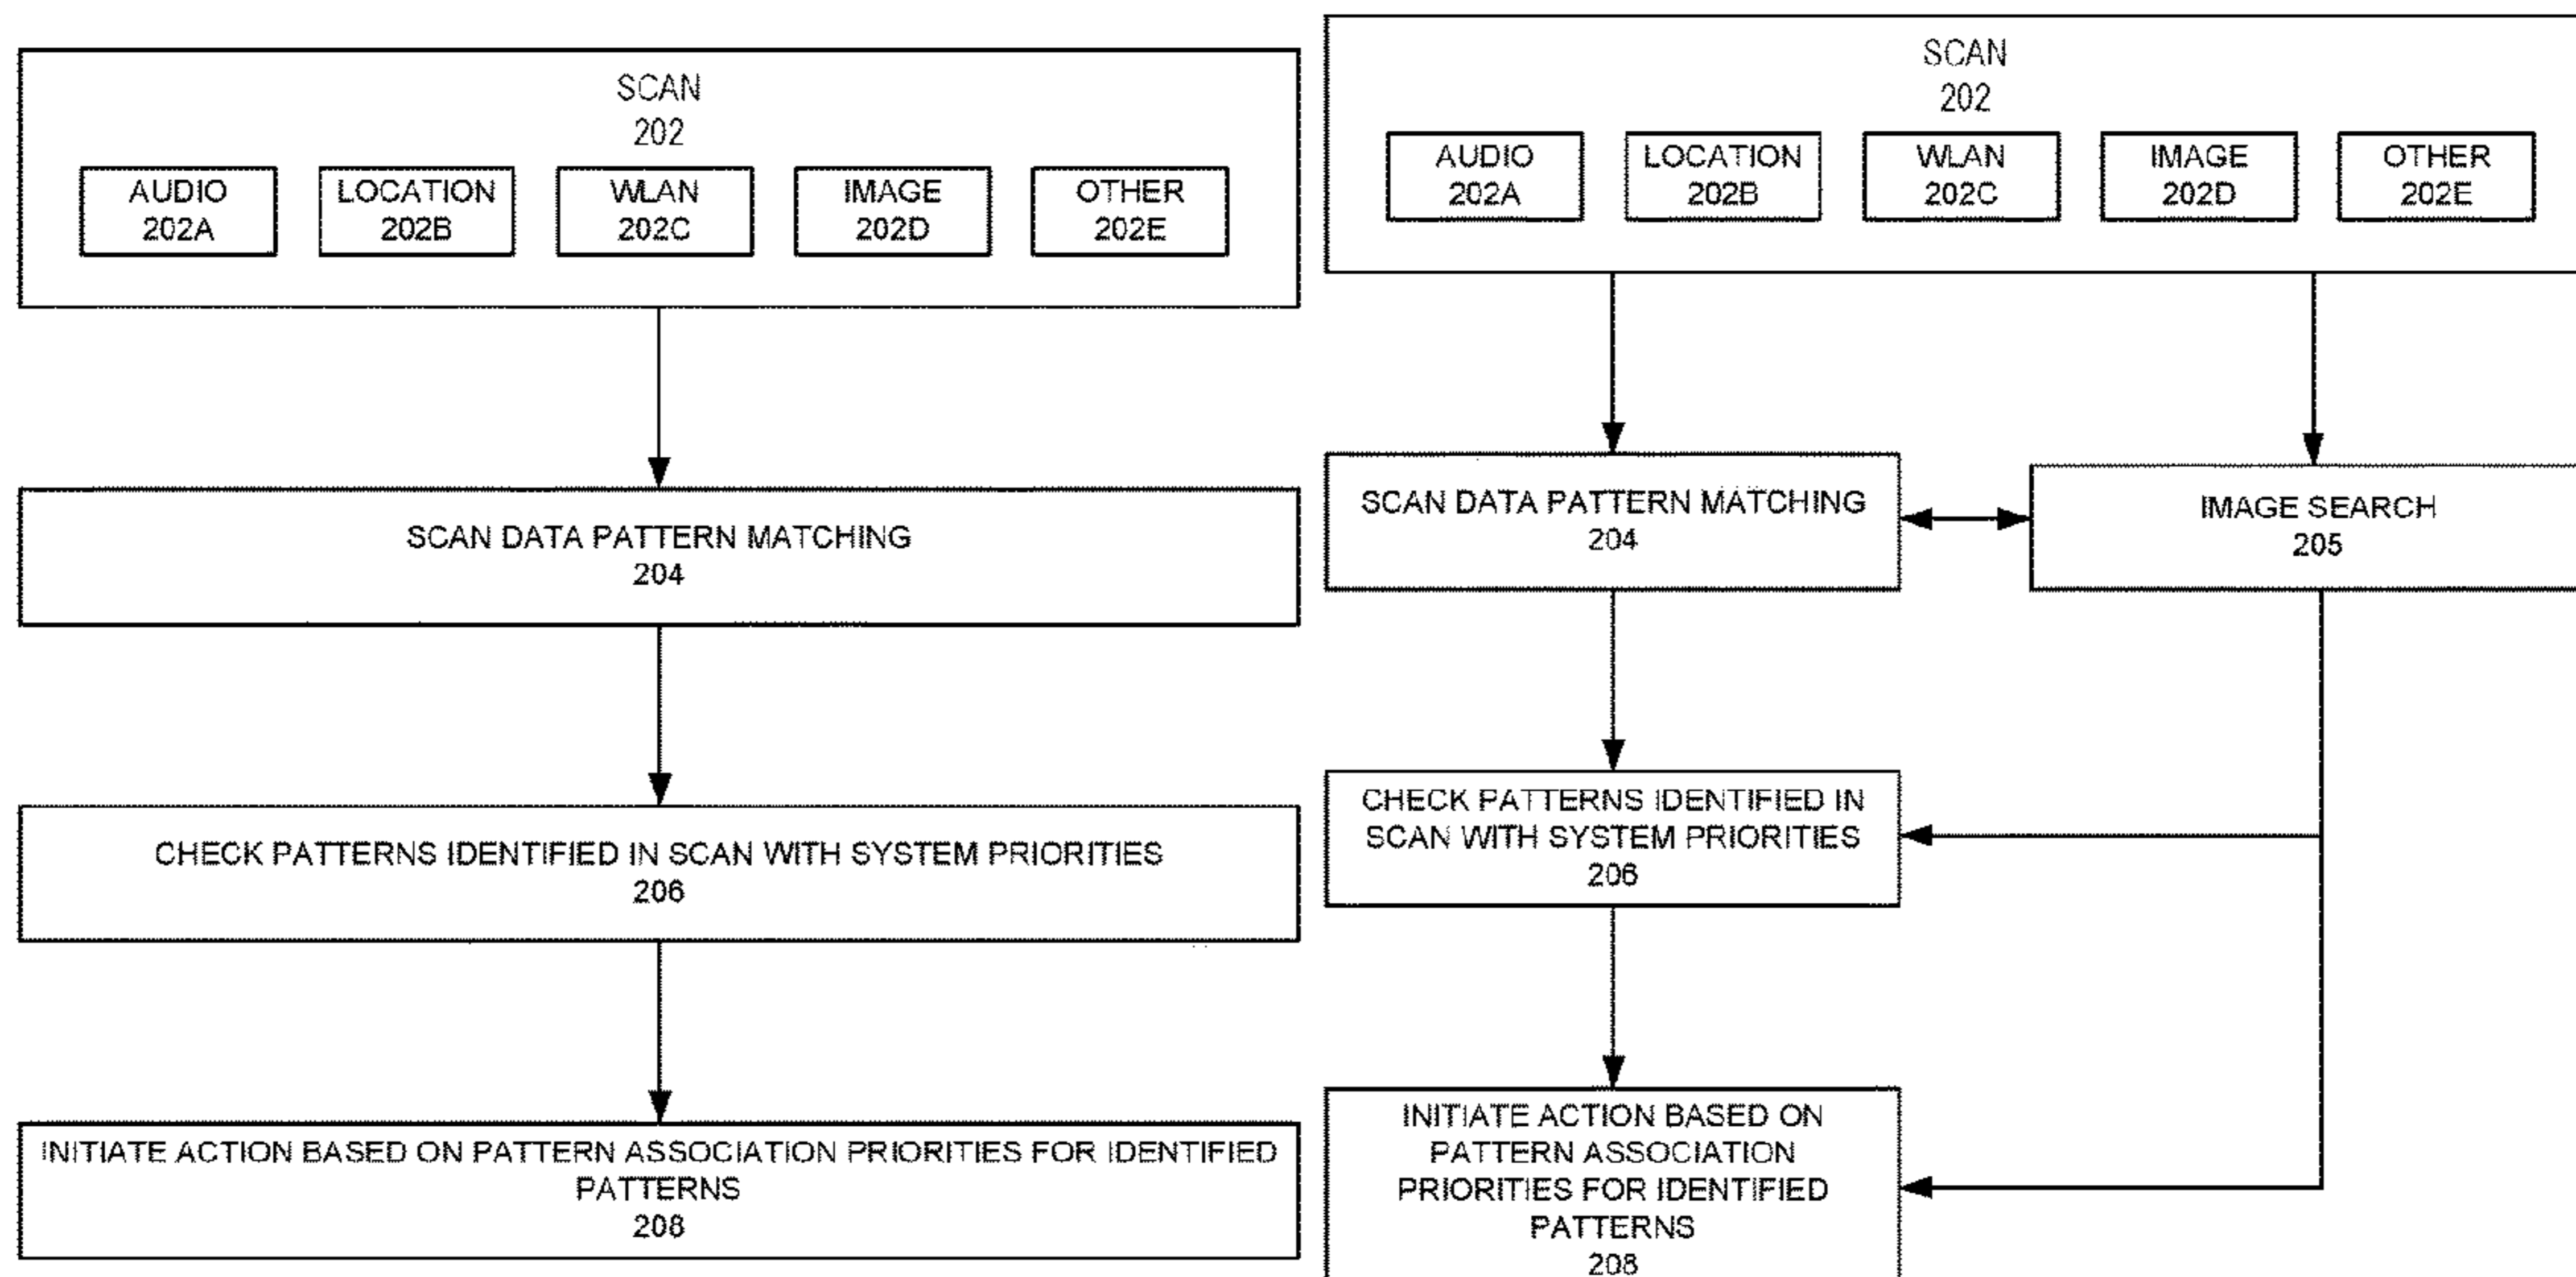 SCAN
202
AUDIO
202A
LOCATION
202B
WLAN
202C
IMAGE
202D
OTHER
202E
SCAN DATA PATTERN MATCHING
204
CHECK PATTERNS IDENTIFIED IN SCAN WITH SYSTEM PRIORITIES
206
INITIATE ACTION BASED ON PATTERN ASSOCIATION PRIORITIES FOR IDENTIFIED
PATTERNS
208
SCAN
202
AUDIO
202A
LOCATION
202B
WLAN
202C
IMAGE
202D
OTHER
202E
SCAN DATA PATTERN MATCHING
204
IMAGE SEARCH
205
CHECK PATTERNS IDENTIFIED IN
SCAN WITH SYSTEM PRIORITIES
206
INITIATE ACTION BASED ON
PATTERN ASSOCIATION
PRIORITIES FOR IDENTIFIED
PATTERNS
208